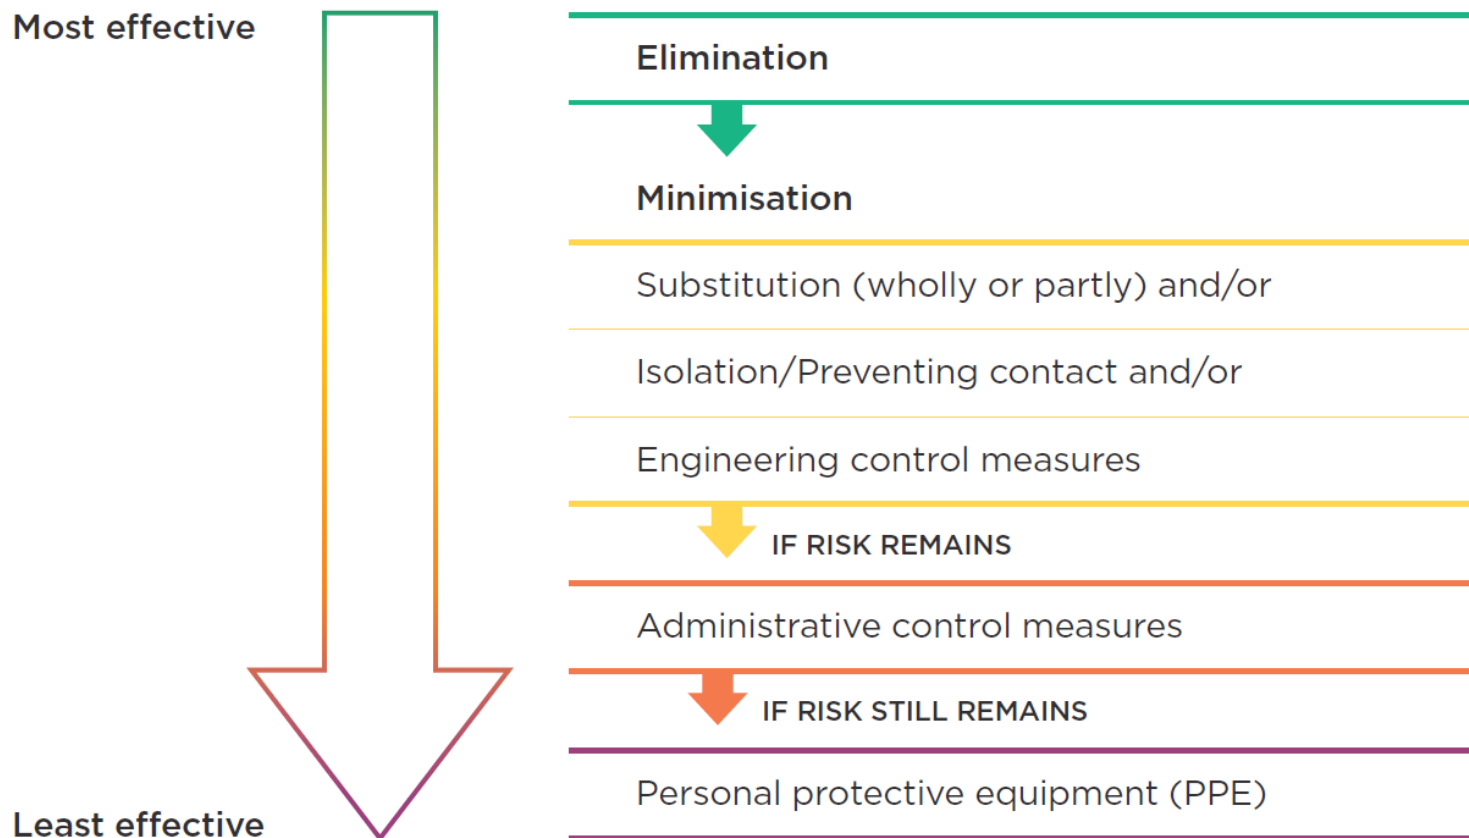 Most effective
Elimination
Minimisation
Substitution (wholly or partly) and/or
Isolation/Preventing contact and/or
Engineering control measures
IF RISK REMAINS
Administrative control measures
IF RISK STILL REMAINS
Personal protective equipment (PPE)
Least effective